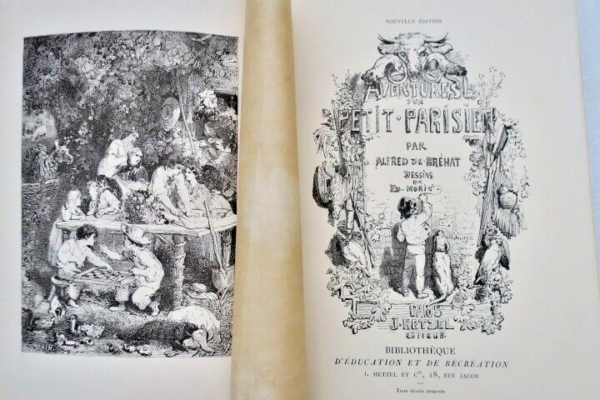 NOUVELLE ÉDITION
AVENTURES
D'UN
PETIT-PARISIEN
PAR
ALFRED DE BRÉHAT
DESSINS
DE
ED. MORIN
PARIS
J. HETZEL
EDITEUR
BIBLIOTHÈQUE
D'ÉDUCATION ET DE RÉCRÉATION
J. HETZEL ET Cie, 18, RUE JACOB
Tous droits réservés